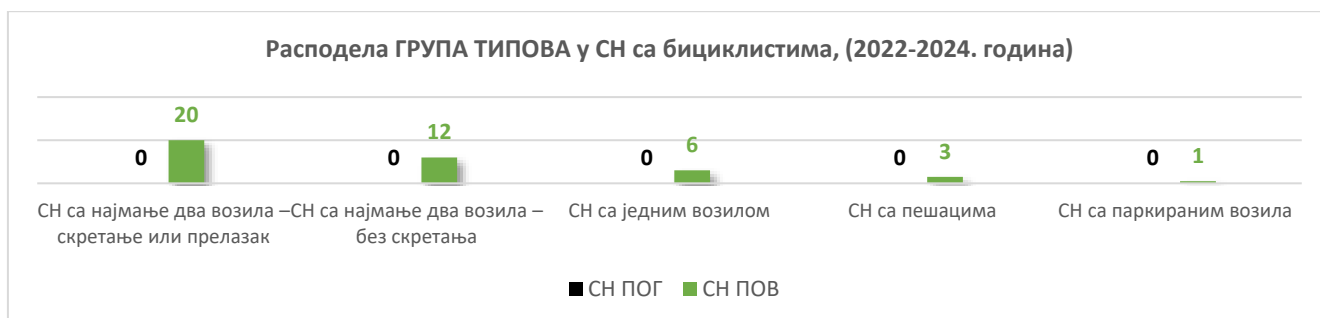 Расподела ГРУПА ТИПОВА у СН са бициклистима, (2022-2024. година)
0 20 0 12 0 6 0 3 0 1
СН са најмање два возила – скретање или прелазак
СН са најмање два возила – без скретања
СН са једним возилом
СН са пешацима
СН са паркираним возила
СН ПОГ СН ПОВ